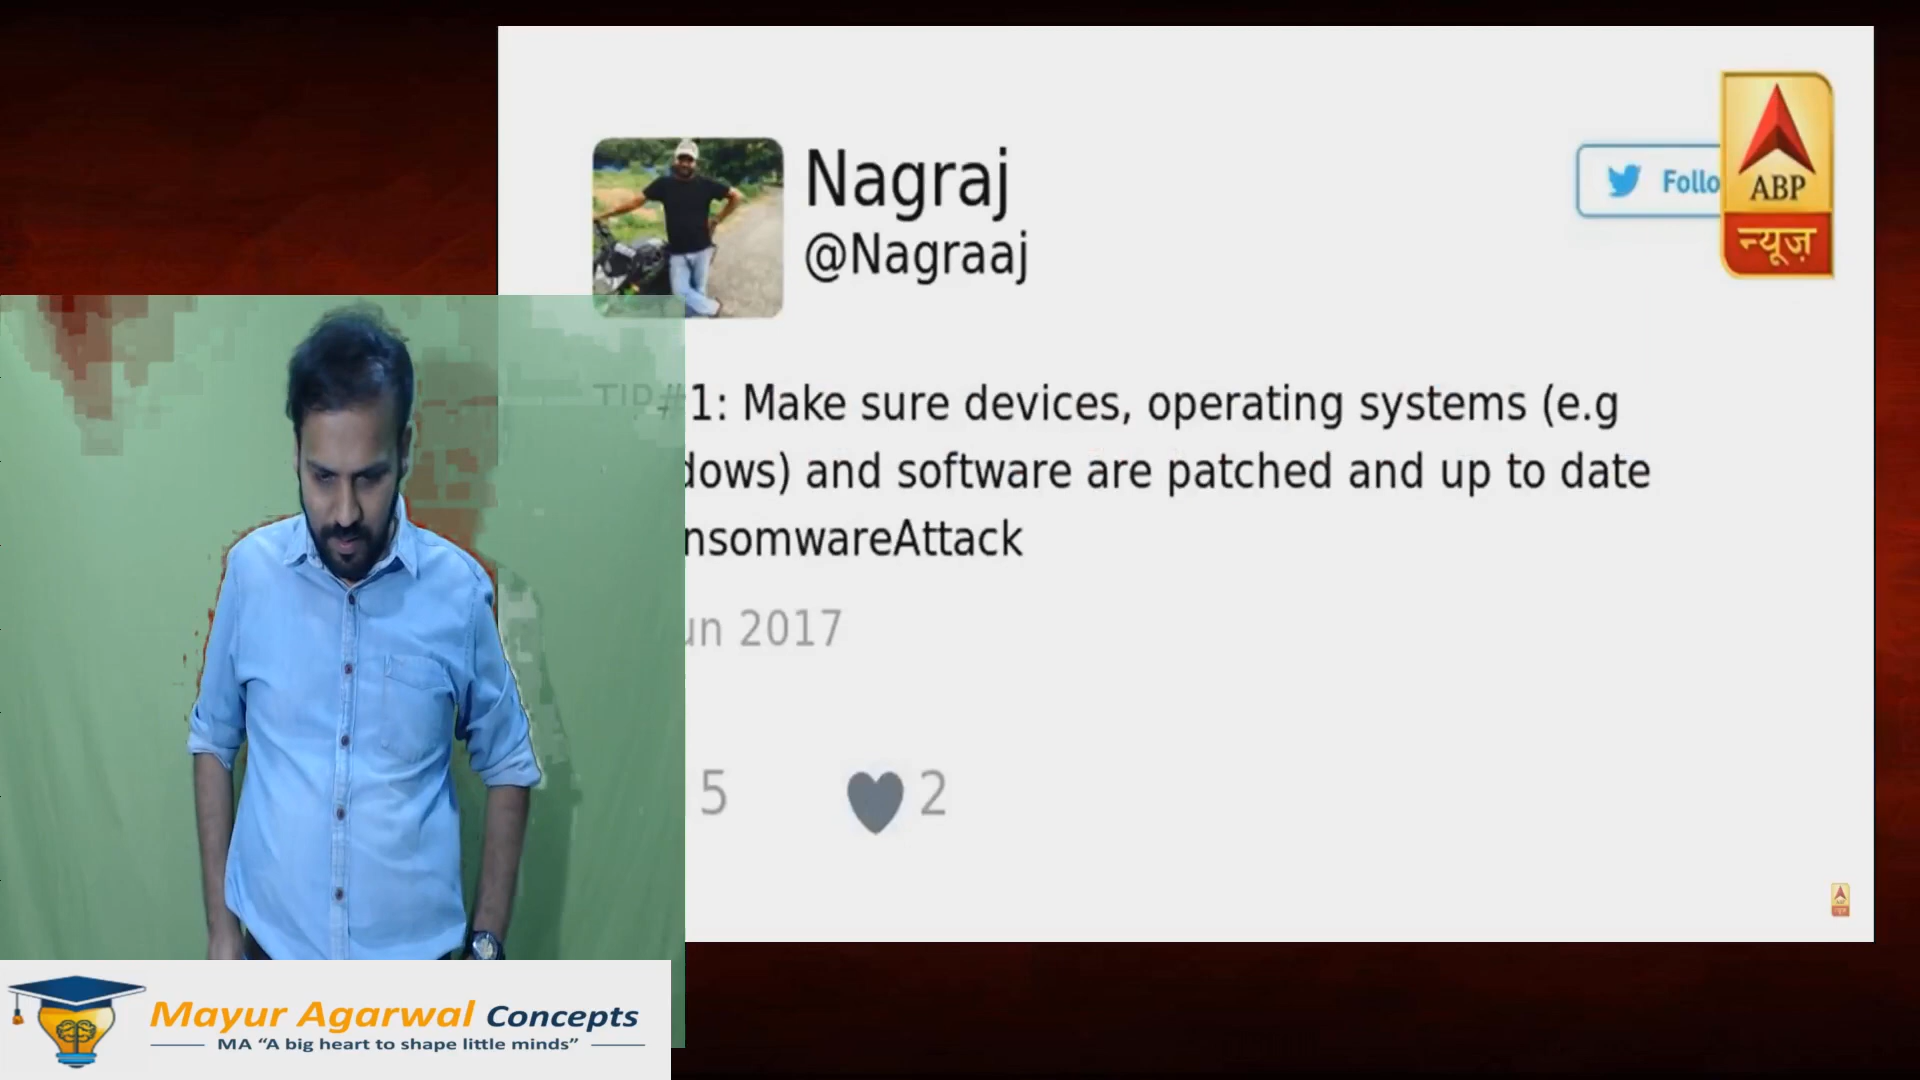 Nagraj
@Nagraaj
Follo
ABP
न्यूज़
TIP#1: Make sure devices, operating systems (e.g
dows) and software are patched and up to date
nsomwareAttack
un 2017
5
2
Mayur Agarwal Concepts
MA “A big heart to shape little minds”